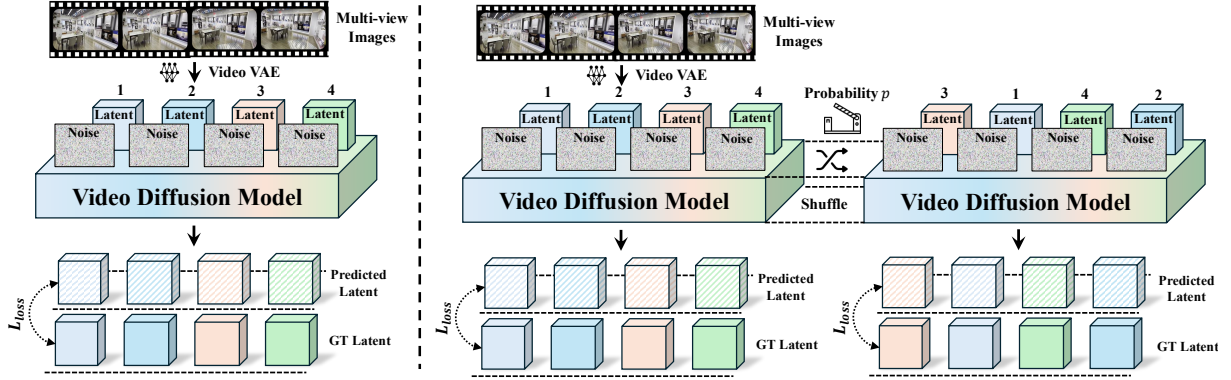 Multi-view
Images
Video VAE
1 2 3 4
Latent Latent Latent Latent
Noise Noise Noise Noise
Video Diffusion Model
Predicted
Latent
L_loss
GT Latent
Multi-view
Images
Video VAE
1 2 3 4
Latent Latent Latent Latent
Noise Noise Noise Noise
Video Diffusion Model
Probability p
Shuffle
3 1 4 2
Latent Latent Latent Latent
Noise Noise Noise Noise
Video Diffusion Model
Predicted
Latent
L_loss
GT Latent
Predicted
Latent
L_loss
GT Latent